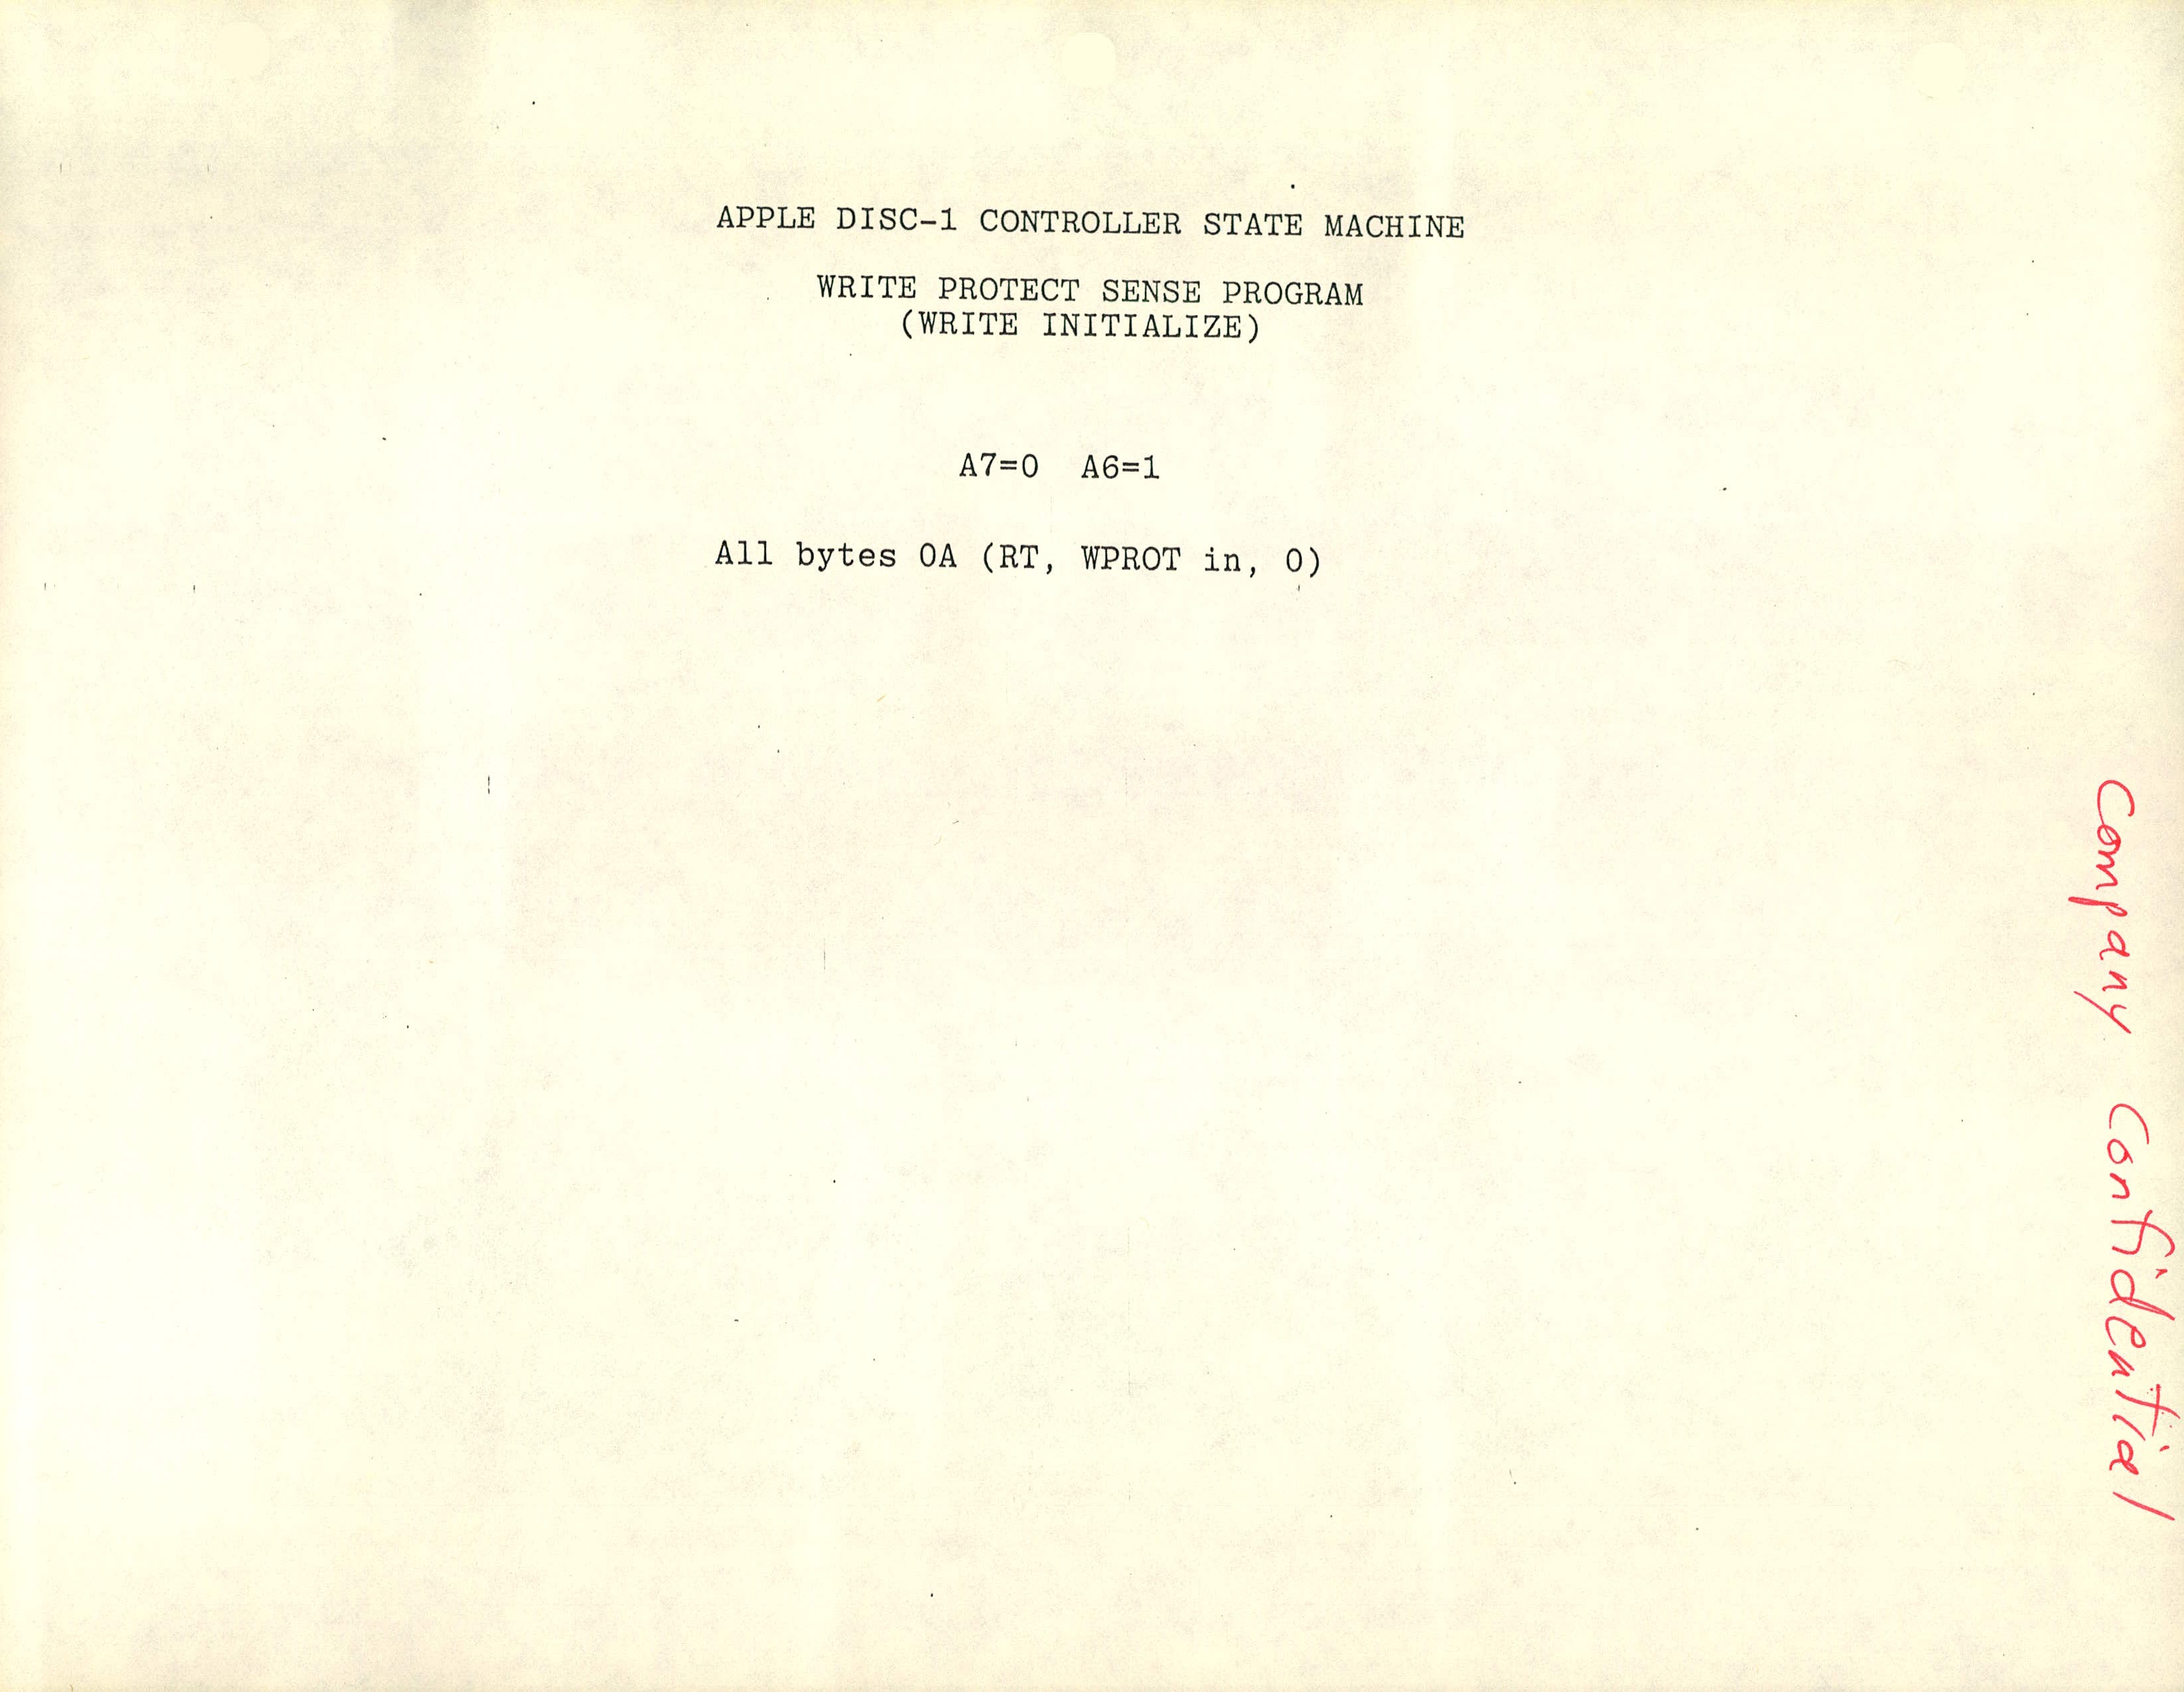 APPLE DISC-1 CONTROLLER STATE MACHINE
WRITE PROTECT SENSE PROGRAM
(WRITE INITIALIZE)
A7=0 A6=1
All bytes 0A (RT, WPROT in, 0)
Company Confidential